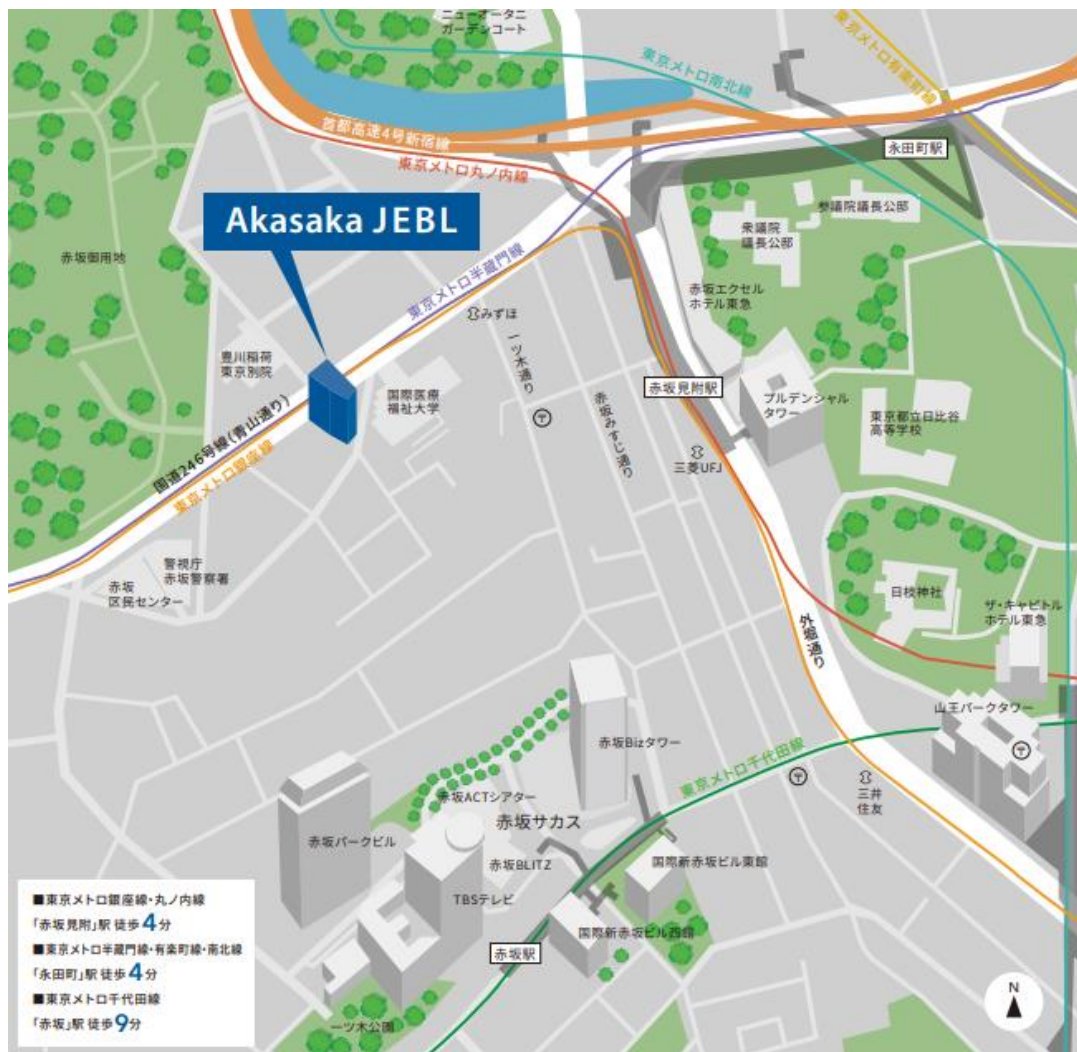 ニューオータニ
ガーデンコート
東京メトロ南北線
東京メトロ有楽町線
首都高速4号新宿線
東京メトロ丸ノ内線
永田町駅
Akasaka JEBL
参議院議長公邸
衆議院
議長公邸
赤坂御用地
東京メトロ半蔵門線
赤坂エクセル
ホテル東急
みずほ
一ツ木通り
豊川稲荷
東京別院
国際医療
福祉大学
赤坂見附駅
プルデンシャル
タワー
赤坂みすじ通り
東京都立日比谷
高等学校
国道246号線(青山通り)
東京メトロ銀座線
三菱UFJ
警視庁
赤坂警察署
赤坂
区民センター
日枝神社
ザ・キャピトル
ホテル東急
外堀通り
山王パークタワー
赤坂Bizタワー
東京メトロ千代田線
三井
住友
赤坂ACTシアター
赤坂サカス
赤坂パークビル
赤坂BLITZ
国際新赤坂ビル東館
TBSテレビ
国際新赤坂ビル西館
赤坂駅
一ツ木公園
■東京メトロ銀座線・丸ノ内線
「赤坂見附」駅 徒歩4分
■東京メトロ半蔵門線・有楽町線・南北線
「永田町」駅 徒歩4分
■東京メトロ千代田線
「赤坂」駅 徒歩9分
N